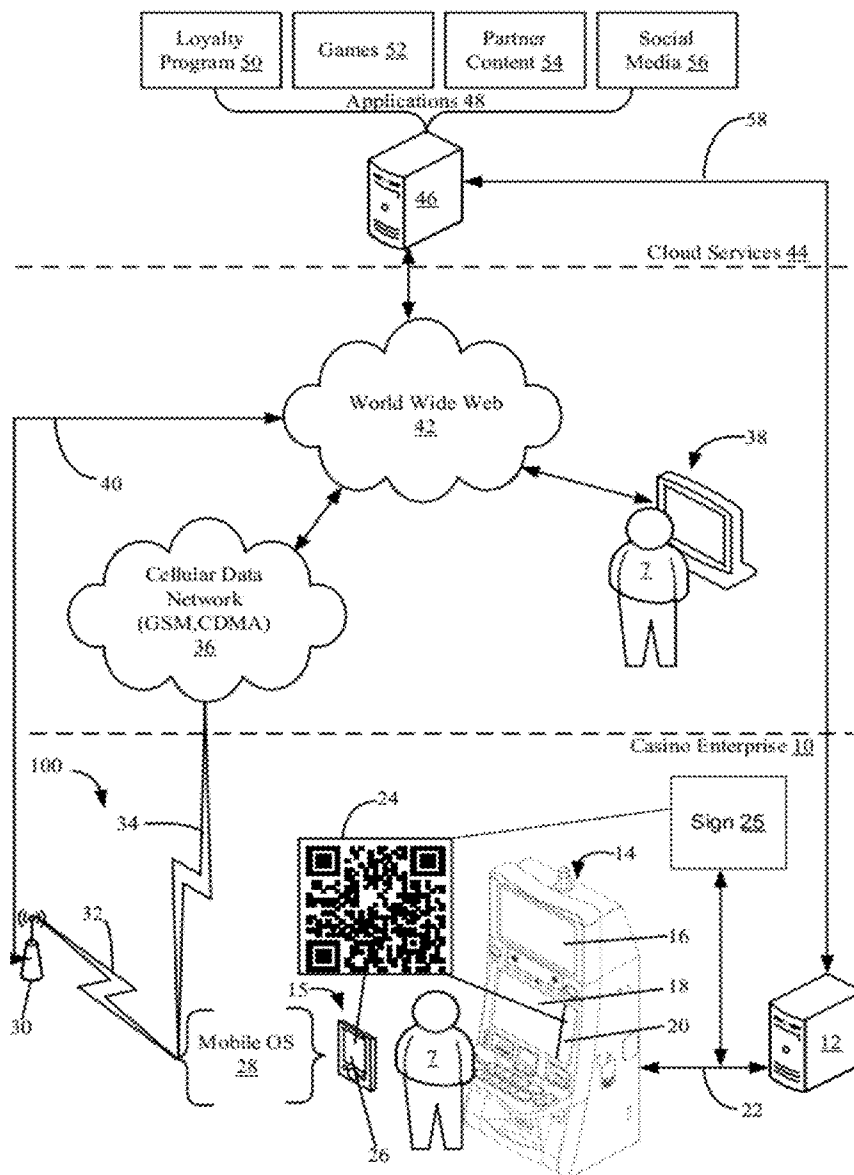 Loyalty
Program 50
Games 52
Partner
Content 54
Social
Media 56
Applications 48
58
46
Cloud Services 44
World Wide Web
42
38
40
7
Cellular Data
Network
(GSM,CDMA)
36
Casino Enterprise 10
100
24
34
Sign 25
14
16
32
15
18
30
20
Mobile OS
28
7
12
26
22